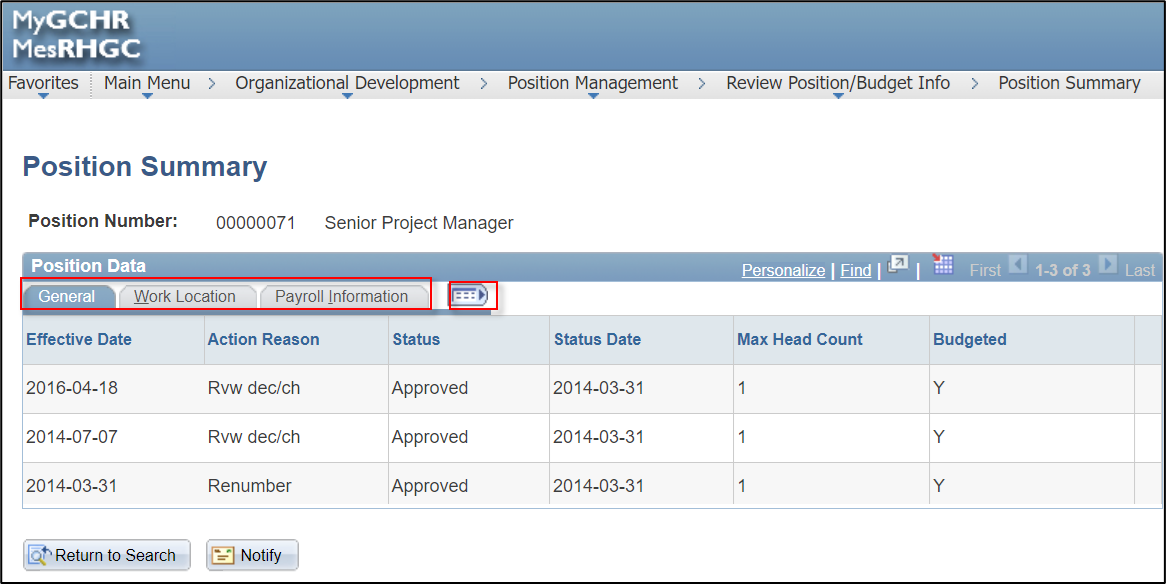 MyGCHR
MesRHGC
Favorites Main Menu > Organizational Development > Position Management > Review Position/Budget Info > Position Summary
Position Summary
Position Number: 00000071 Senior Project Manager
Position Data Personalize | Find | | First 1-3 of 3 Last
General Work Location Payroll Information
Effective Date Action Reason Status Status Date Max Head Count Budgeted
2016-04-18 Rvw dec/ch Approved 2014-03-31 1 Y
2014-07-07 Rvw dec/ch Approved 2014-03-31 1 Y
2014-03-31 Renumber Approved 2014-03-31 1 Y
Return to Search Notify